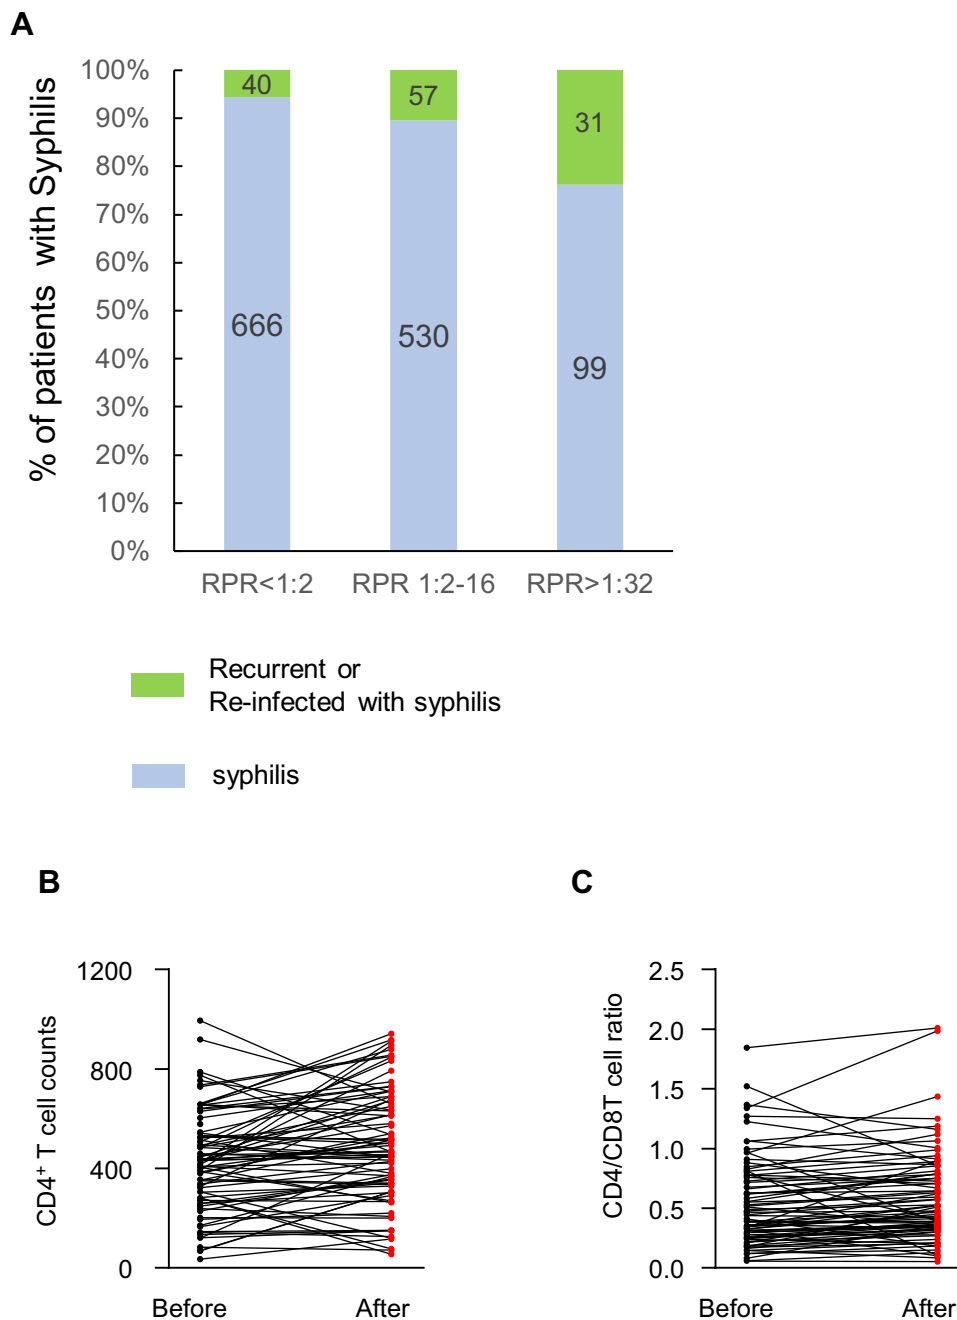 A
% of patients with Syphilis
100%
90%
80%
70%
60%
50%
40%
30%
20%
10%
0%
40
57
31
666
530
99
RPR<1:2
RPR 1:2-16
RPR>1:32
Recurrent or
Re-infected with syphilis
syphilis
B
CD4⁺ T cell counts
1200
800
400
0
Before
After
C
CD4/CD8T cell ratio
2.5
2.0
1.5
1.0
0.5
0.0
Before
After